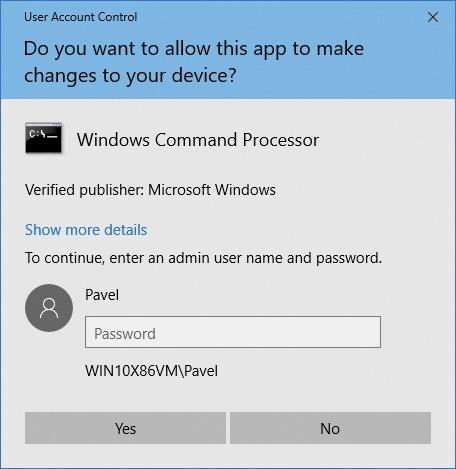 User Account Control
Do you want to allow this app to make
changes to your device?
C:\_
Windows Command Processor
Verified publisher: Microsoft Windows
Show more details
To continue, enter an admin user name and password.
Pavel
Password
WIN10X86VM\Pavel
Yes
No